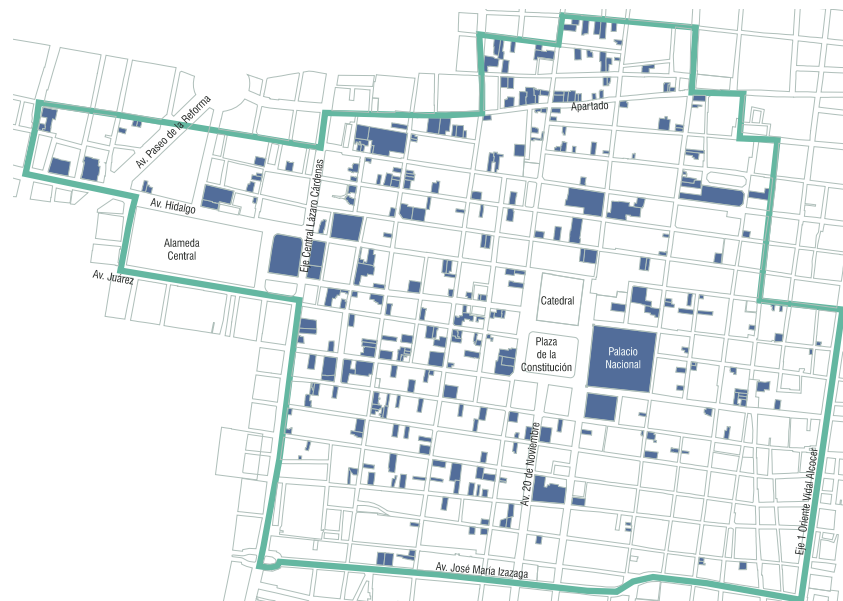 Apartado
Av. Paseo de la Reforma
Eje Central Lázaro Cárdenas
Av. Hidalgo
Alameda
Central
Av. Juárez
Catedral
Plaza
de la
Constitución
Palacio
Nacional
Av. 20 de Noviembre
Eje 1 Oriente Vidal Alcocer
Av. José María Izazaga